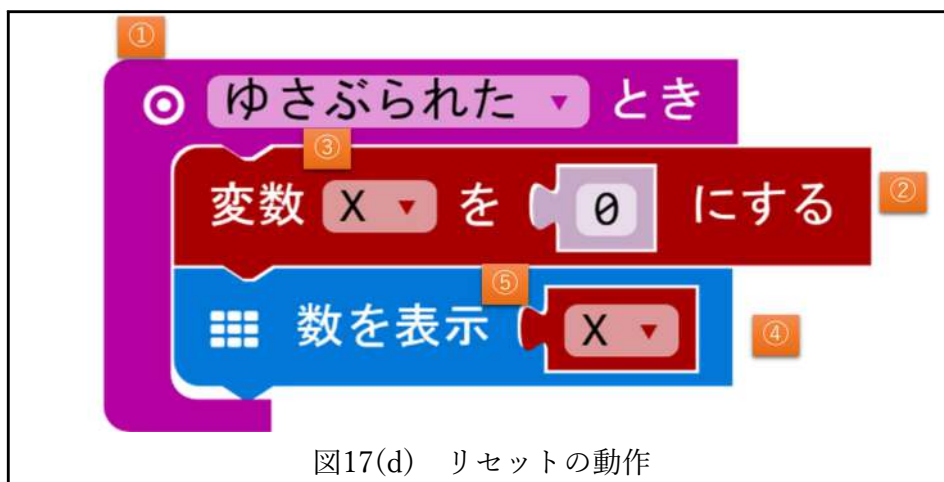 ①
ゆさぶられた とき
③
変数 X を 0 にする ②
⑤
数を表示 X ④
図17(d) リセットの動作